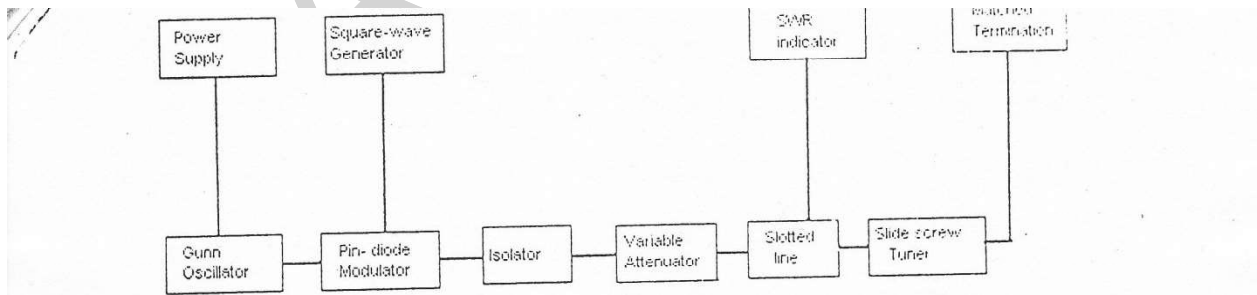 Power
Supply
Square-wave
Generator
SWR
indicator
Matched
Termination
Gunn
Oscillator
Pin- diode
Modulator
Isolator
Variable
Attenuator
Slotted
line
Slide screw
Tuner